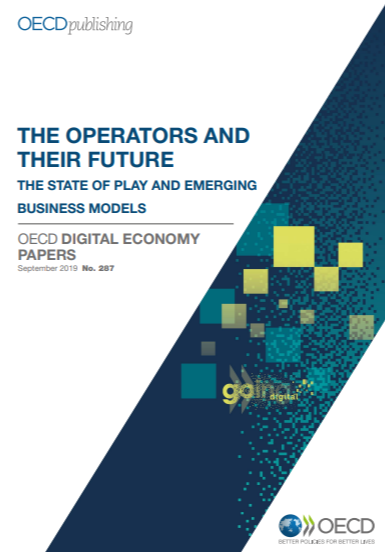 OECDpublishing
THE OPERATORS AND
THEIR FUTURE
THE STATE OF PLAY AND EMERGING
BUSINESS MODELS
OECD DIGITAL ECONOMY
PAPERS
September 2019 No. 287
going
digital
OECD
BETTER POLICIES FOR BETTER LIVES